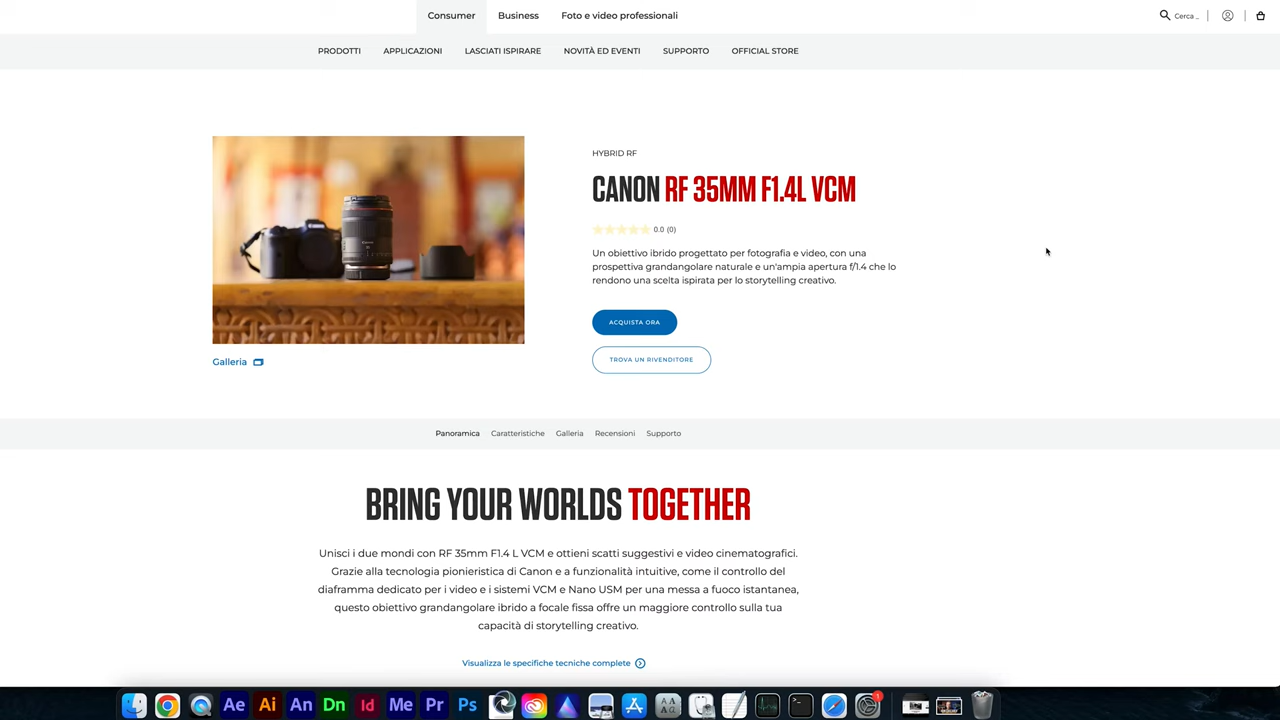 Consumer
Business
Foto e video professionali
Cerca ..
PRODOTTI
APPLICAZIONI
LASCIATI ISPIRARE
NOVITÀ ED EVENTI
SUPPORTO
OFFICIAL STORE
HYBRID RF
CANON RF 35MM F1.4L VCM
0.0 (0)
Un obiettivo ibrido progettato per fotografia e video, con una
prospettiva grandangolare naturale e un'ampia apertura f/1.4 che lo
rendono una scelta ispirata per lo storytelling creativo.
ACQUISTA ORA
TROVA UN RIVENDITORE
Galleria
Panoramica
Caratteristiche
Galleria
Recensioni
Supporto
BRING YOUR WORLDS TOGETHER
Unisci i due mondi con RF 35mm F1.4 L VCM e ottieni scatti suggestivi e video cinematografici.
Grazie alla tecnologia pionieristica di Canon e a funzionalità intuitive, come il controllo del
diaframma dedicato per i video e i sistemi VCM e Nano USM per una messa a fuoco istantanea,
questo obiettivo grandangolare ibrido a focale fissa offre un maggiore controllo sulla tua
capacità di storytelling creativo.
Visualizza le specifiche tecniche complete
Ae
Ai
An
Dn
Id
Me
Pr
Ps
1